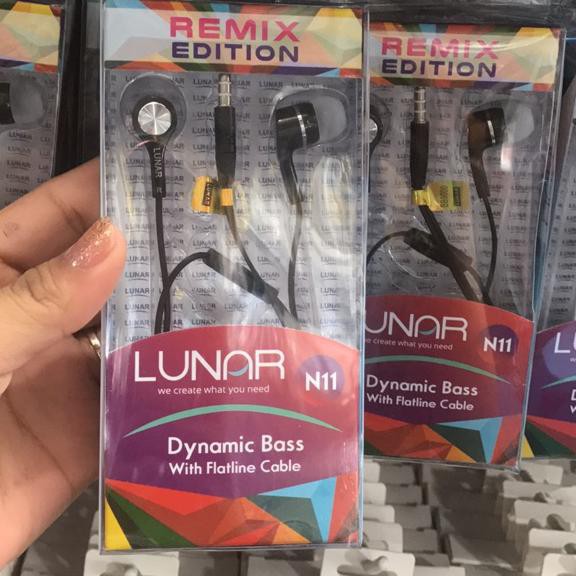 REMIX
EDITION
LUNAR
LUNAR
we create what you need
N11
Dynamic Bass
With Flatline Cable
REMIX
EDITION
UNAR
we create what you need
N11
Dynamic Bass
With Flatline Cable